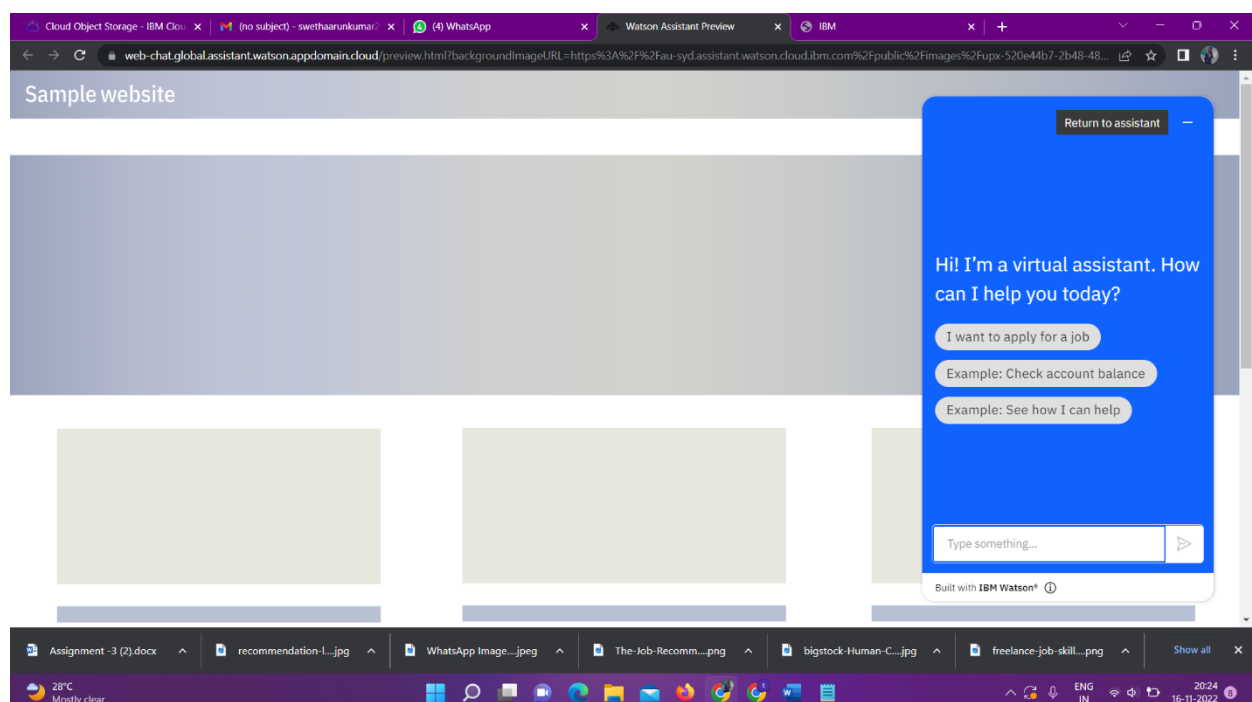 Cloud Object Storage - IBM Clou
(no subject) - swethaarunkumar2
(4) WhatsApp
Watson Assistant Preview
IBM
web-chat.global.assistant.watson.appdomain.cloud/preview.html?backgroundImageURL=https%3A%2F%2Fau-syd.assistant.watson.cloud.ibm.com%2Fpublic%2Fimages%2Fupx-520e44b7-2b48-48...
Sample website
Return to assistant
Hi! I'm a virtual assistant. How
can I help you today?
I want to apply for a job
Example: Check account balance
Example: See how I can help
Type something...
Built with IBM Watson®
Assignment -3 (2).docx
recommendation-l....jpg
WhatsApp Image....jpeg
The-Job-Recomm....png
bigstock-Human-C...jpg
freelance-job-skill....png
Show all
28°C
Mostly clear
ENG
IN
20:24
16-11-2022
8